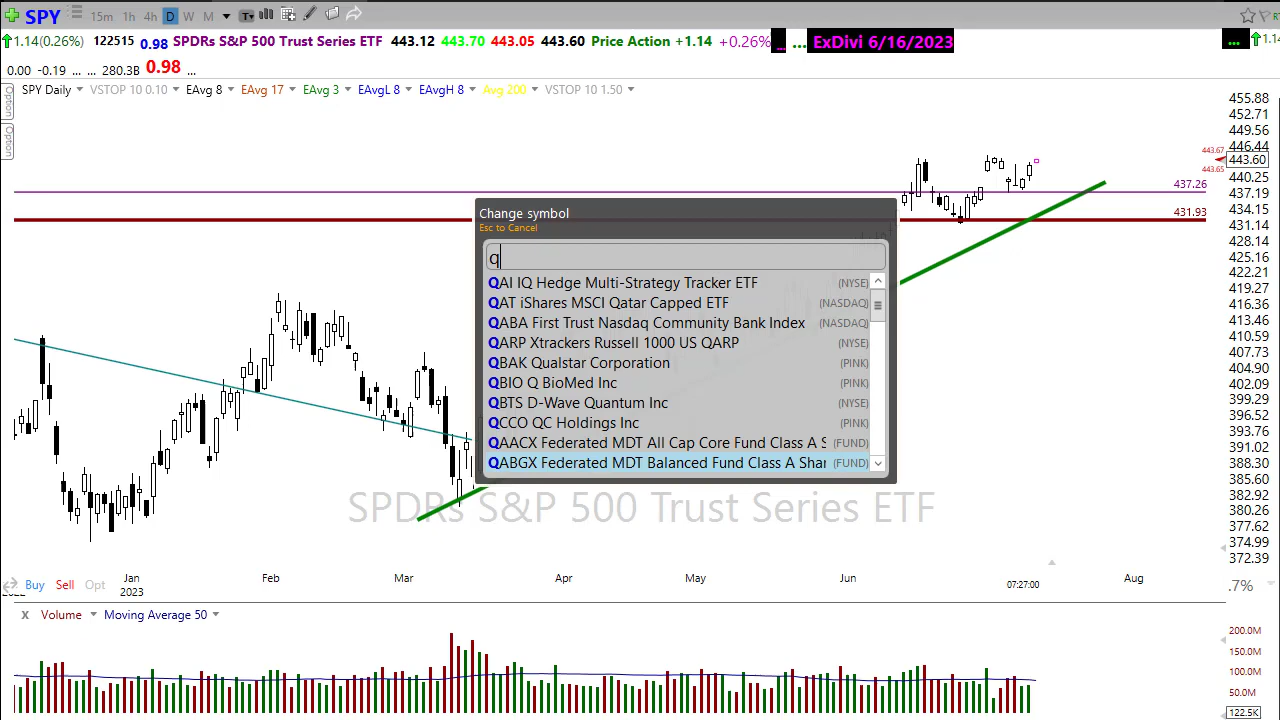 SPY 15m 1h 4h D W M T
1.14(0.26%) 122515 0.98 SPDRs S&P 500 Trust Series ETF 443.12 443.70 443.05 443.60 Price Action +1.14 +0.26% ... ... ExDivi 6/16/2023 ... 1.14
0.00 -0.19 ... ... 280.3B 0.98 ...
SPY Daily VSTOP 10 0.10 EAvg 8 EAvg 17 EAvg 3 EAvgL 8 EAvgH 8 Avg 200 VSTOP 10 1.50
Option
Option
455.88
452.71
449.56
446.44
443.67
443.60
443.65
440.25
437.26
437.19
434.15
431.93
431.14
428.14
425.16
422.21
419.27
416.36
413.46
410.59
407.73
404.90
402.09
399.29
396.52
393.76
391.02
388.30
385.60
382.92
380.26
377.62
374.99
372.39
Change symbol
Esc to Cancel
q
QAI IQ Hedge Multi-Strategy Tracker ETF (NYSE)
QAT iShares MSCI Qatar Capped ETF (NASDAQ)
QABA First Trust Nasdaq Community Bank Index (NASDAQ)
QARP Xtrackers Russell 1000 US QARP (NYSE)
QBAK Qualstar Corporation (PINK)
QBIO Q BioMed Inc (PINK)
QBTS D-Wave Quantum Inc (NYSE)
QCCO QC Holdings Inc (PINK)
QAACX Federated MDT All Cap Core Fund Class A S (FUND)
QABGX Federated MDT Balanced Fund Class A Shar (FUND)
SPDRs S&P 500 Trust Series ETF
Jan Feb Mar Apr May Jun Aug
Buy Sell Opt 07:27:00 .7%
2023
X Volume Moving Average 50
200.0M
150.0M
100.0M
50.0M
122.5K